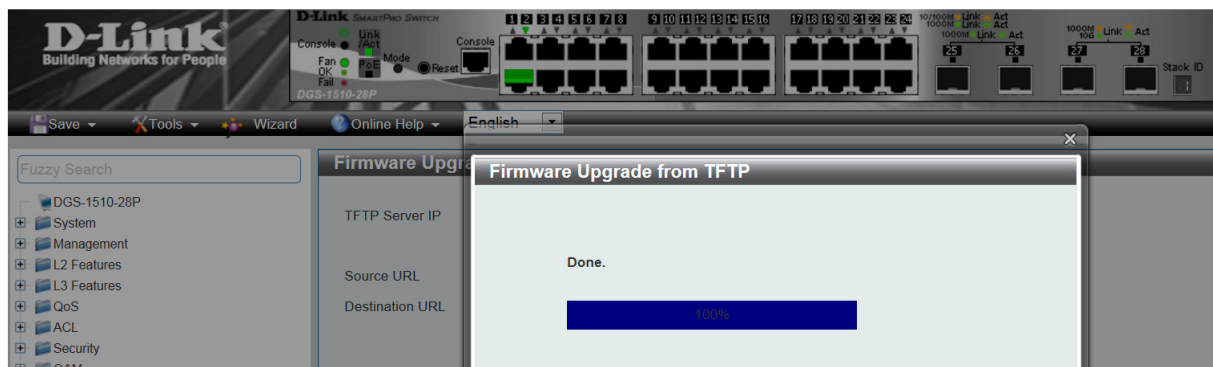 D-Link
Building Networks for People
D-Link SmartPro Switch
Console
Link
/Act
Fan
OK
Fail
PoE
Mode
Reset
DGS-1510-28P
Console
1 2 3 4 5 6 7 8
9 10 11 12 13 14 15 16
17 18 19 20 21 22 23 24
10/100M Link Act
1000M Link Act
1000M Link Act
25 26
1000M Link Act
10G
27 28
Stack ID
1
Save
Tools
Wizard
Online Help
English
×
Fuzzy Search
DGS-1510-28P
System
Management
L2 Features
L3 Features
QoS
ACL
Security
OAM
Firmware Upgra
TFTP Server IP
Source URL
Destination URL
Firmware Upgrade from TFTP
Done.
100%